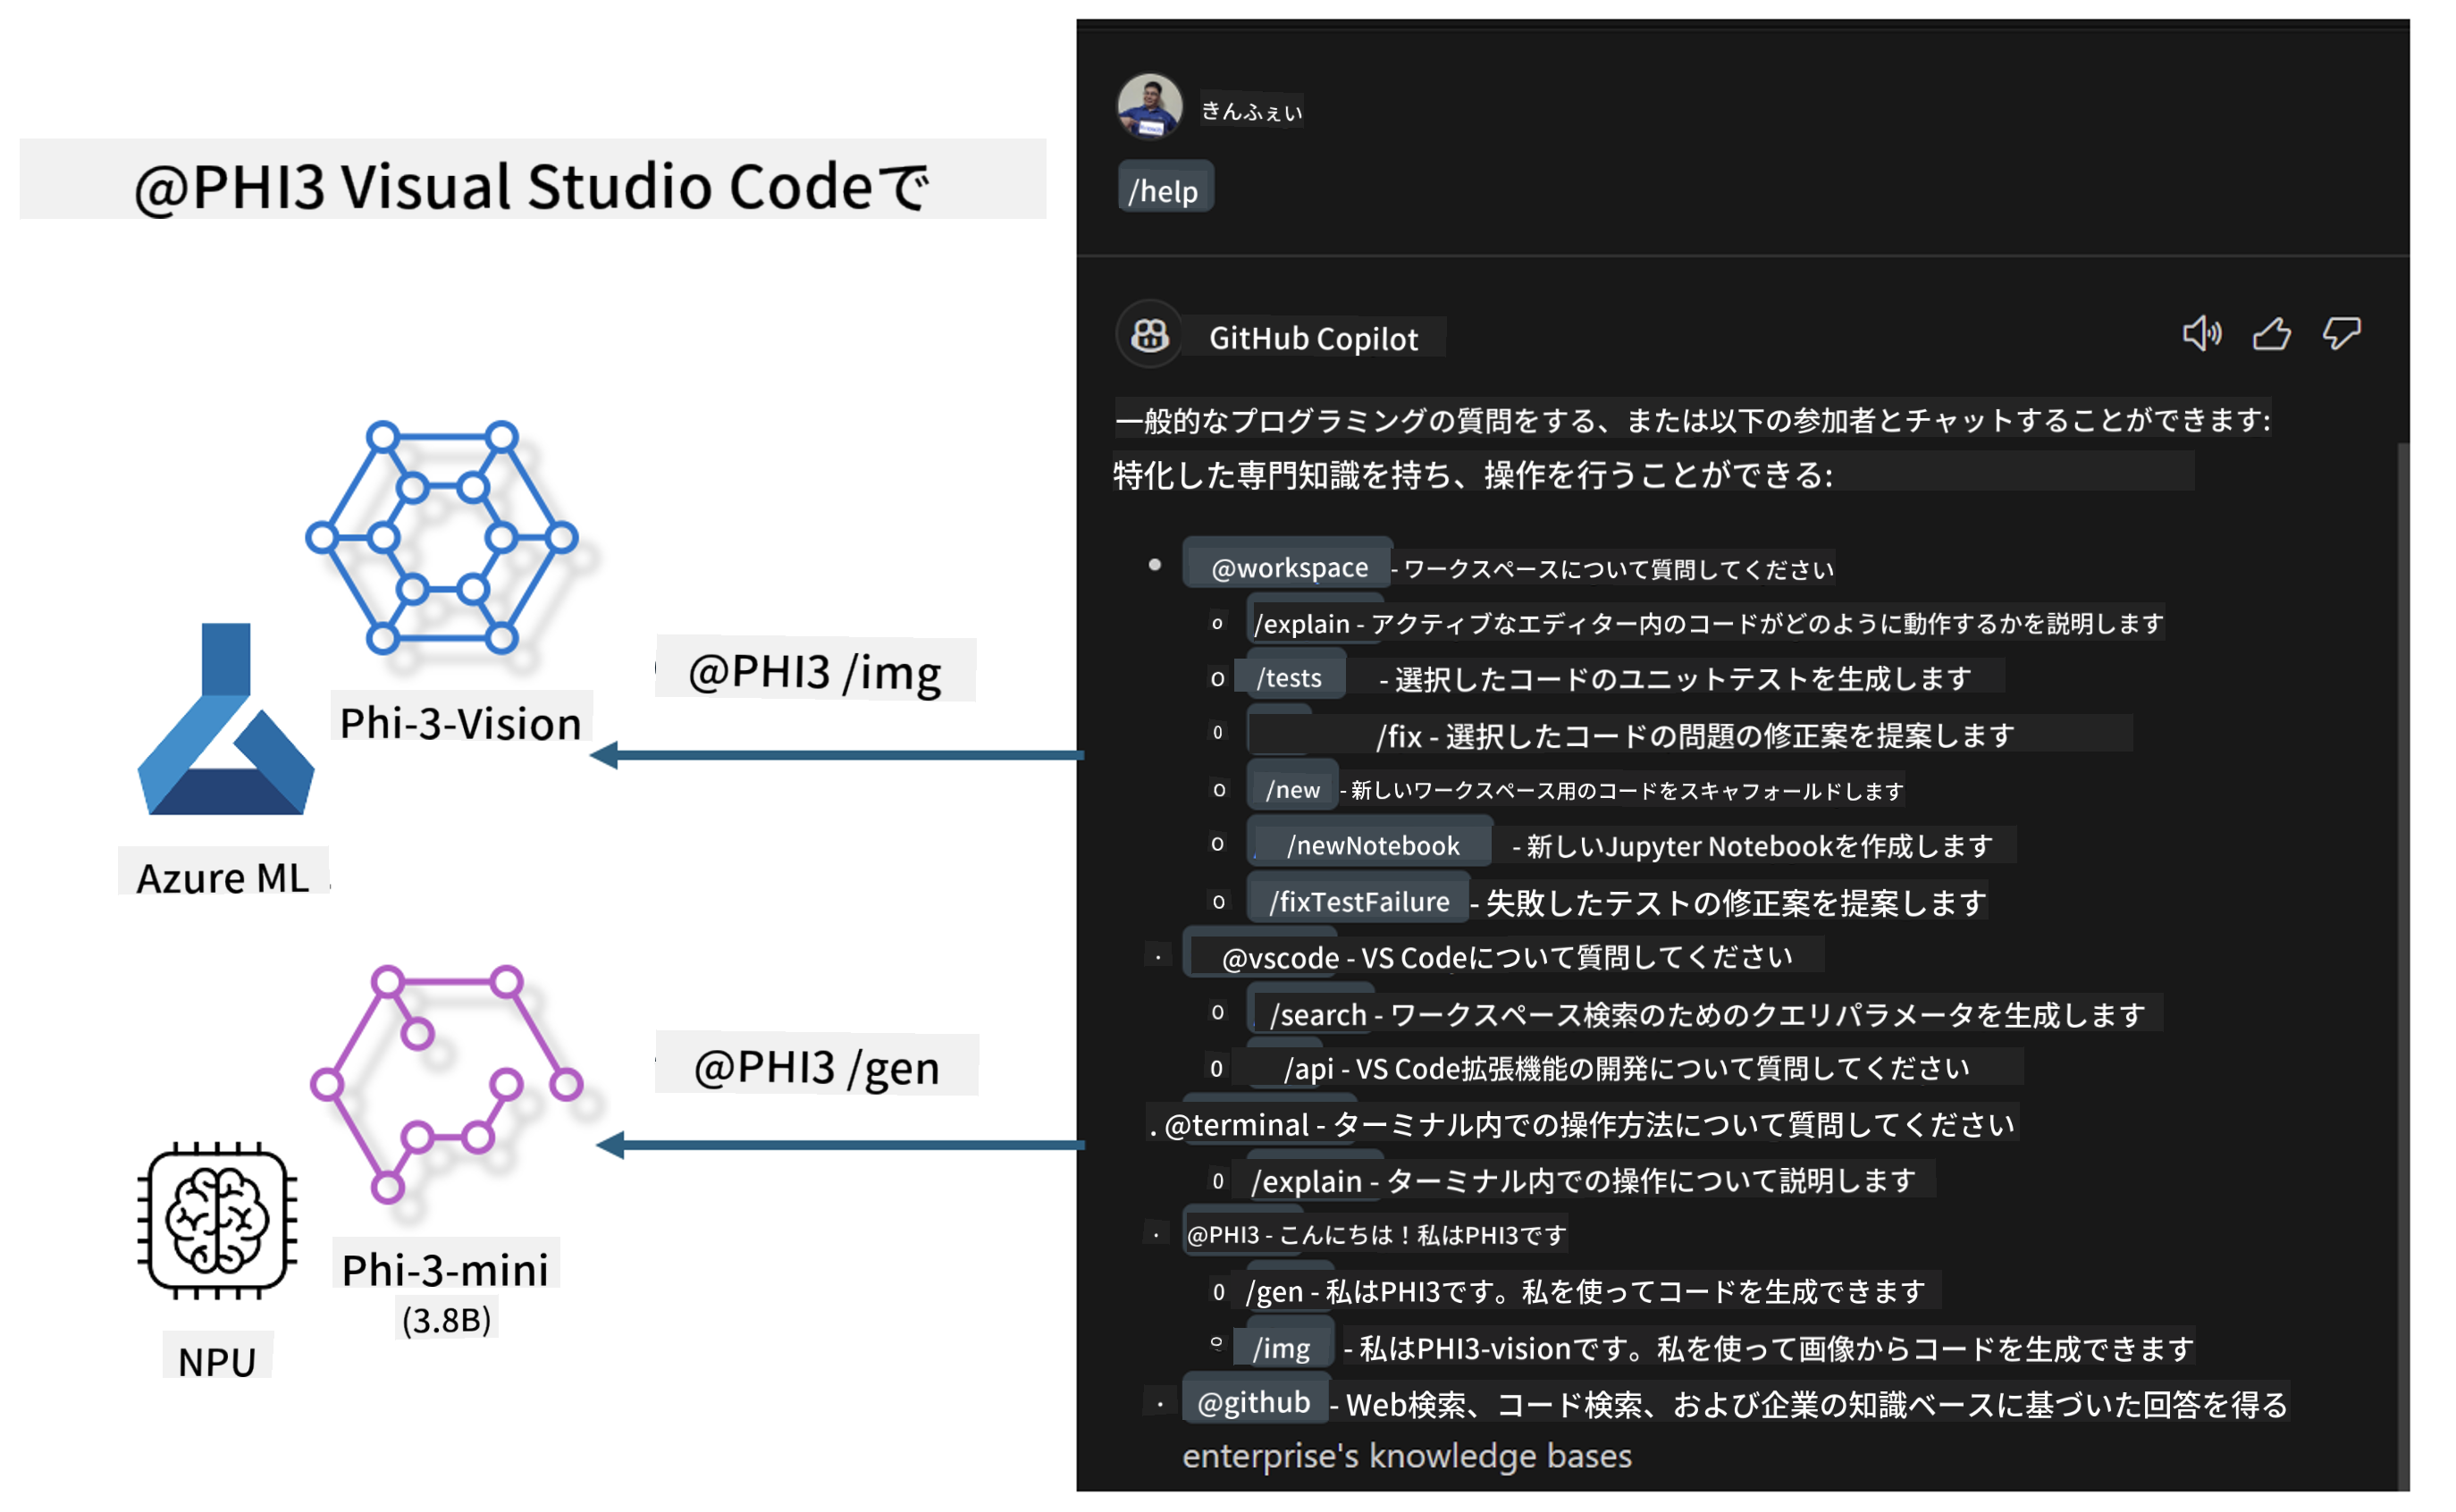 @PHI3 Visual Studio Codeで
Phi-3-Vision
@PHI3 /img
Azure ML
@PHI3 /gen
Phi-3-mini
(3.8B)
NPU
きんふぇい
/help
GitHub Copilot
一般的なプログラミングの質問をする、または以下の参加者とチャットすることができます:
特化した専門知識を持ち、操作を行うことができる:
@workspace - ワークスペースについて質問してください
/explain - アクティブなエディター内のコードがどのように動作するかを説明します
/tests - 選択したコードのユニットテストを生成します
/fix - 選択したコードの問題の修正案を提案します
/new - 新しいワークスペース用のコードをスキャフォールドします
/newNotebook - 新しいJupyter Notebookを作成します
/fixTestFailure - 失敗したテストの修正案を提案します
@vscode - VS Codeについて質問してください
/search - ワークスペース検索のためのクエリパラメータを生成します
/api - VS Code拡張機能の開発について質問してください
. @terminal - ターミナル内での操作方法について質問してください
/explain - ターミナル内での操作について説明します
@PHI3 - こんにちは！私はPHI3です
/gen - 私はPHI3です。私を使ってコードを生成できます
/img - 私はPHI3-visionです。私を使って画像からコードを生成できます
@github - Web検索、コード検索、および企業の知識ベースに基づいた回答を得る
enterprise's knowledge bases